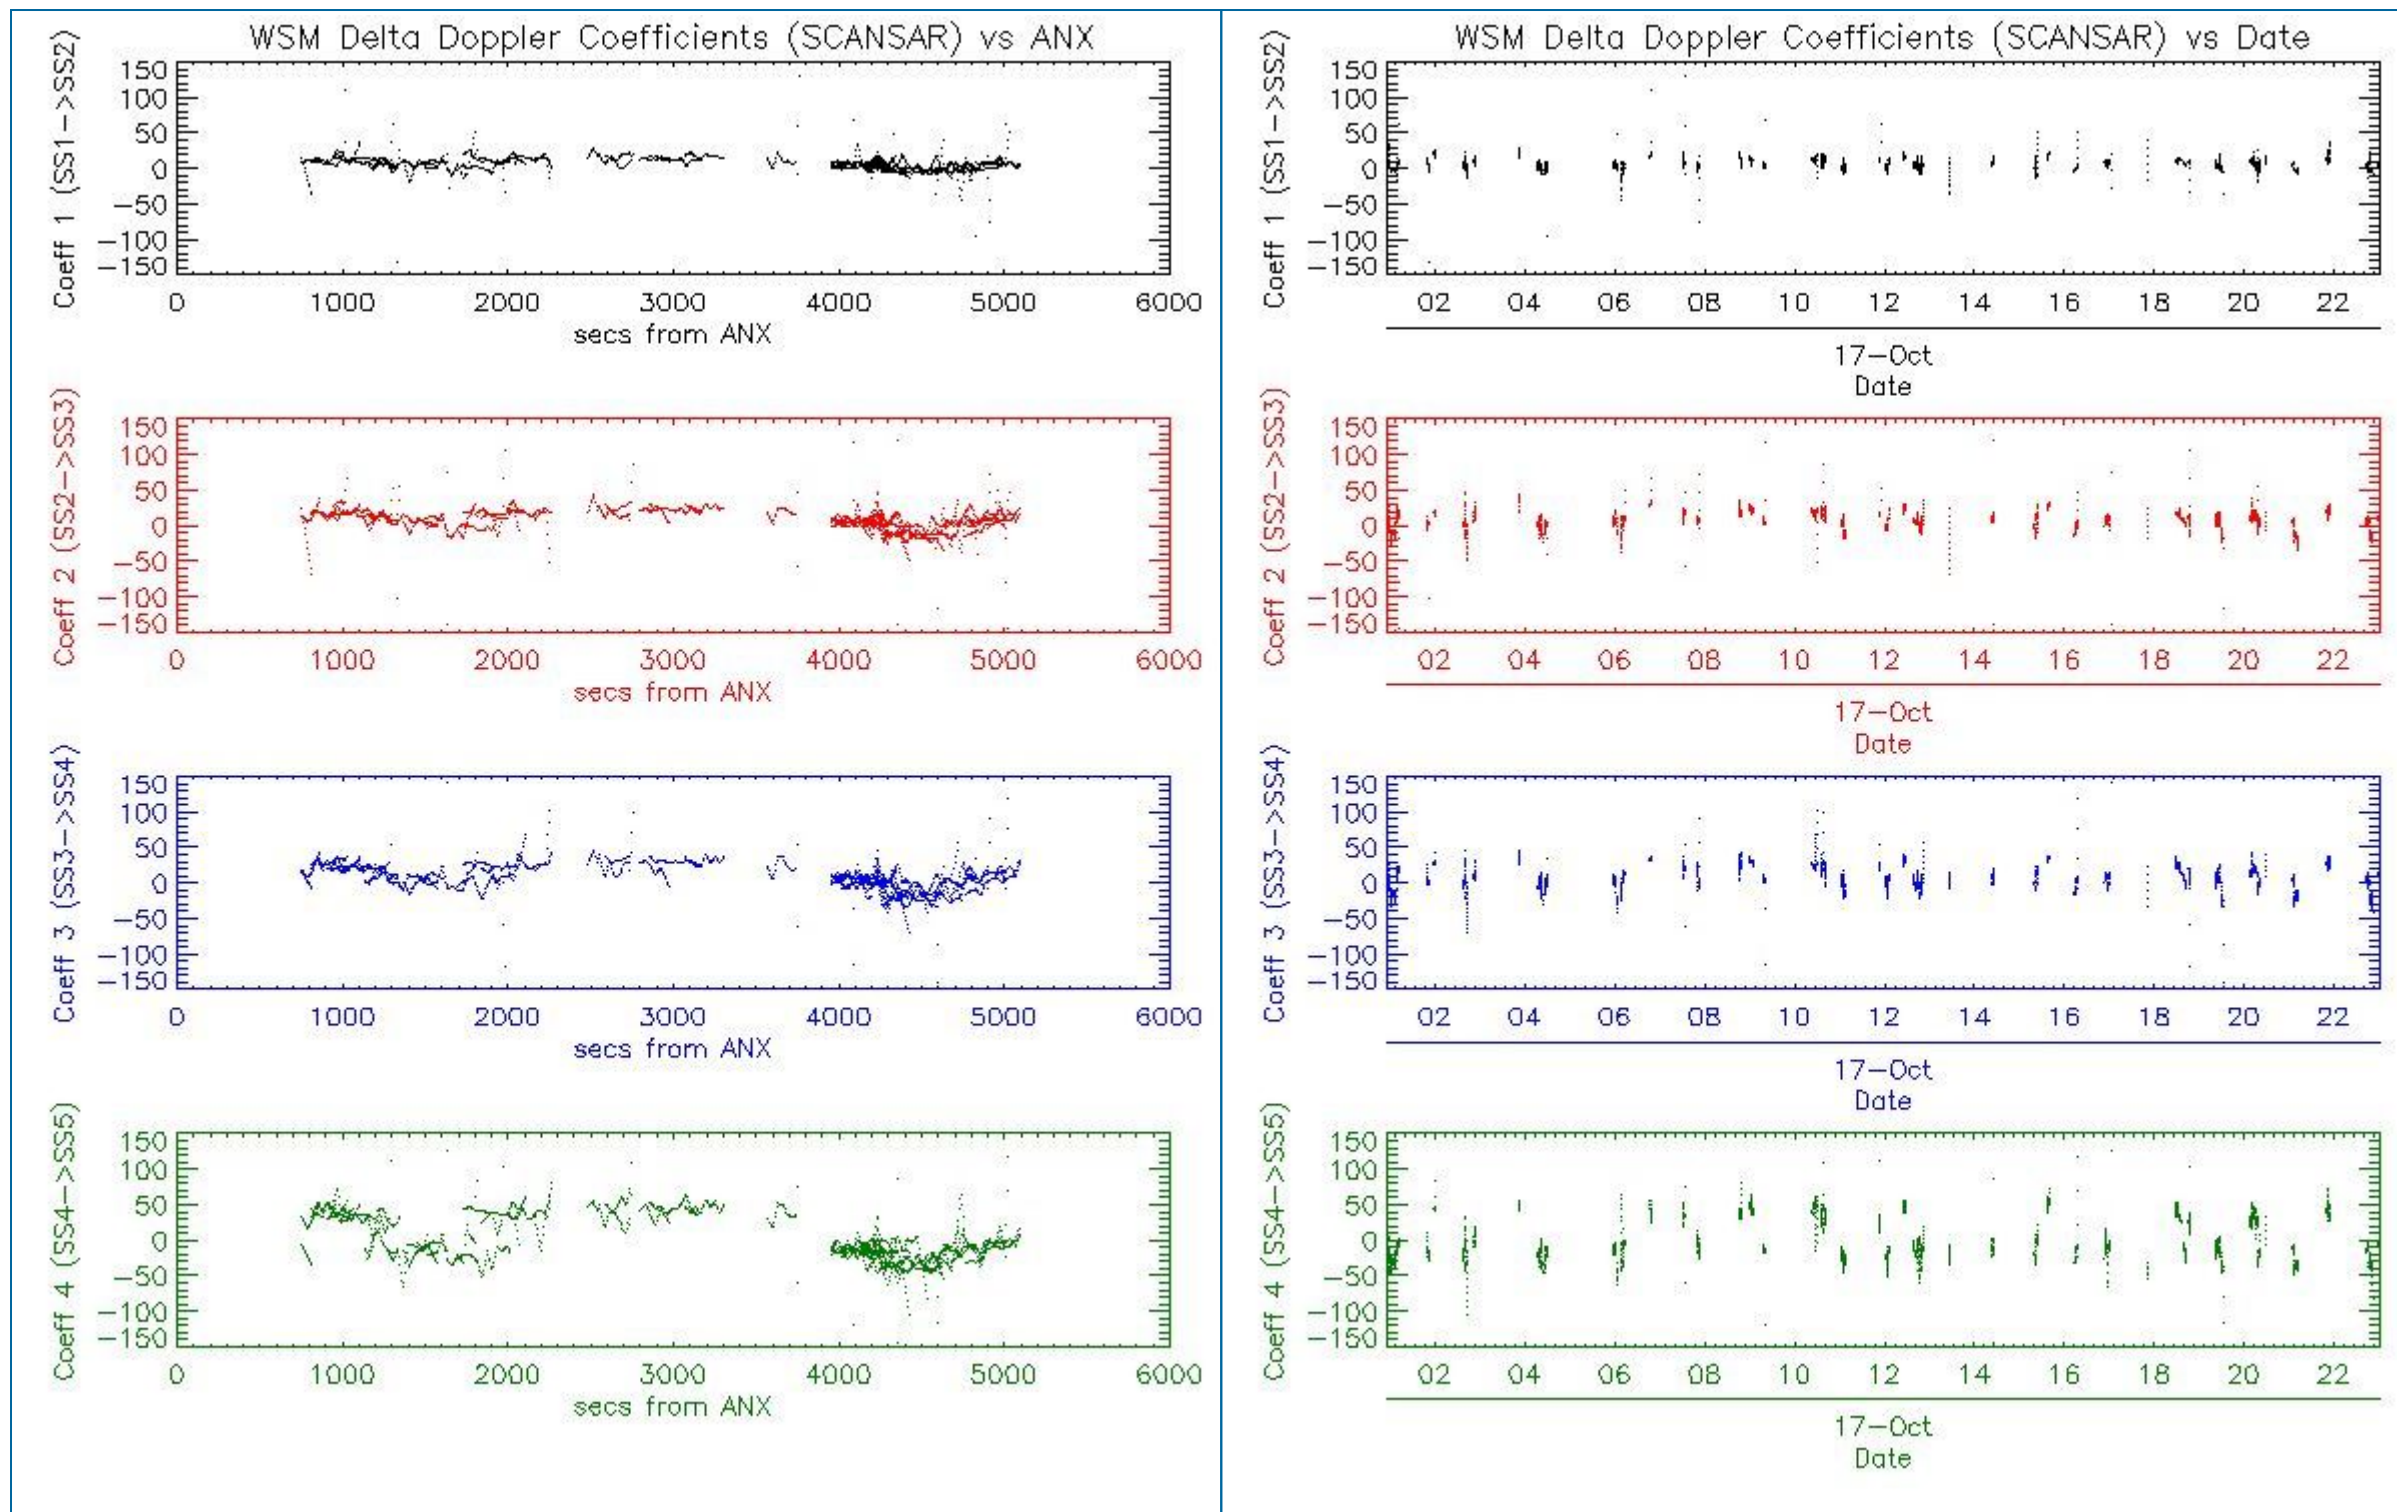 WSM Delta Doppler Coefficients (SCANSAR) vs ANX
Coeff 1 (SS1->SS2)
150
100
50
0
-50
-100
-150
0 1000 2000 3000 4000 5000 6000
secs from ANX
Coeff 2 (SS2->SS3)
150
100
50
0
-50
-100
-150
0 1000 2000 3000 4000 5000 6000
secs from ANX
Coeff 3 (SS3->SS4)
150
100
50
0
-50
-100
-150
0 1000 2000 3000 4000 5000 6000
secs from ANX
Coeff 4 (SS4->SS5)
150
100
50
0
-50
-100
-150
0 1000 2000 3000 4000 5000 6000
secs from ANX
WSM Delta Doppler Coefficients (SCANSAR) vs Date
Coeff 1 (SS1->SS2)
150
100
50
0
-50
-100
-150
02 04 06 08 10 12 14 16 18 20 22
17-Oct
Date
Coeff 2 (SS2->SS3)
150
100
50
0
-50
-100
-150
02 04 06 08 10 12 14 16 18 20 22
17-Oct
Date
Coeff 3 (SS3->SS4)
150
100
50
0
-50
-100
-150
02 04 06 08 10 12 14 16 18 20 22
17-Oct
Date
Coeff 4 (SS4->SS5)
150
100
50
0
-50
-100
-150
02 04 06 08 10 12 14 16 18 20 22
17-Oct
Date